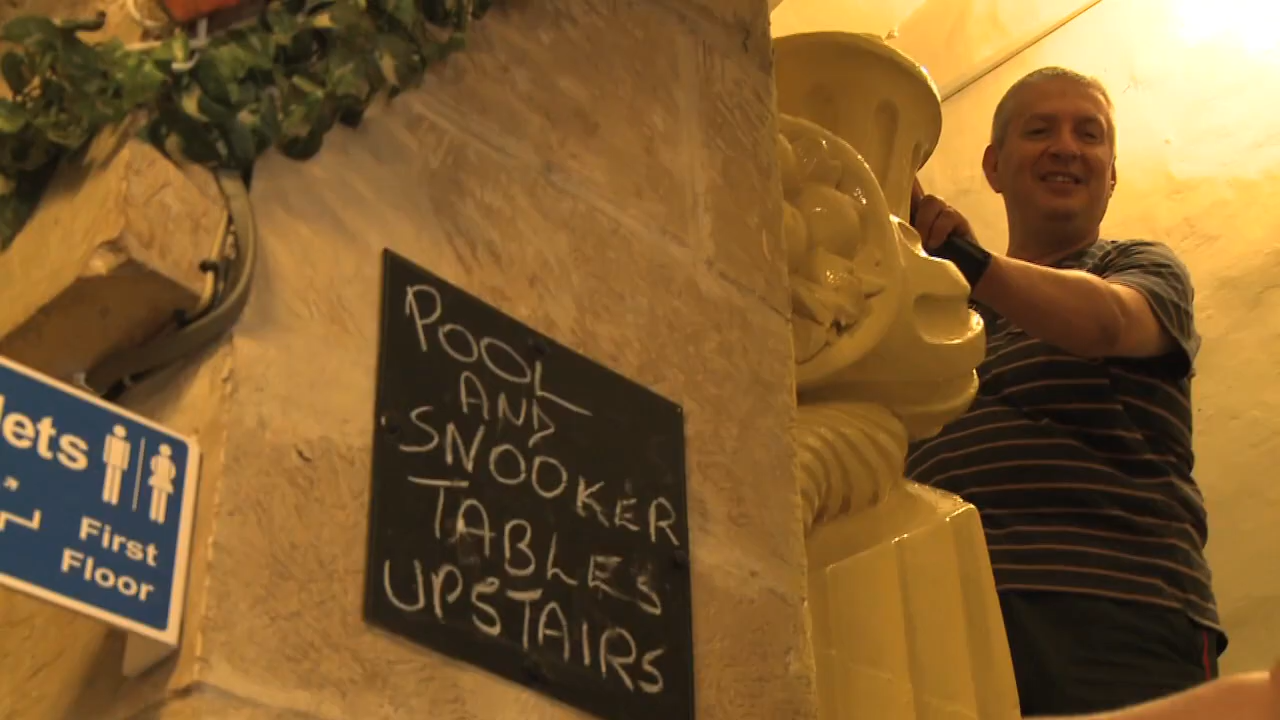 lets
First
Floor
POOL
AND
SNOOKER
TABLES
UPSTAIRS